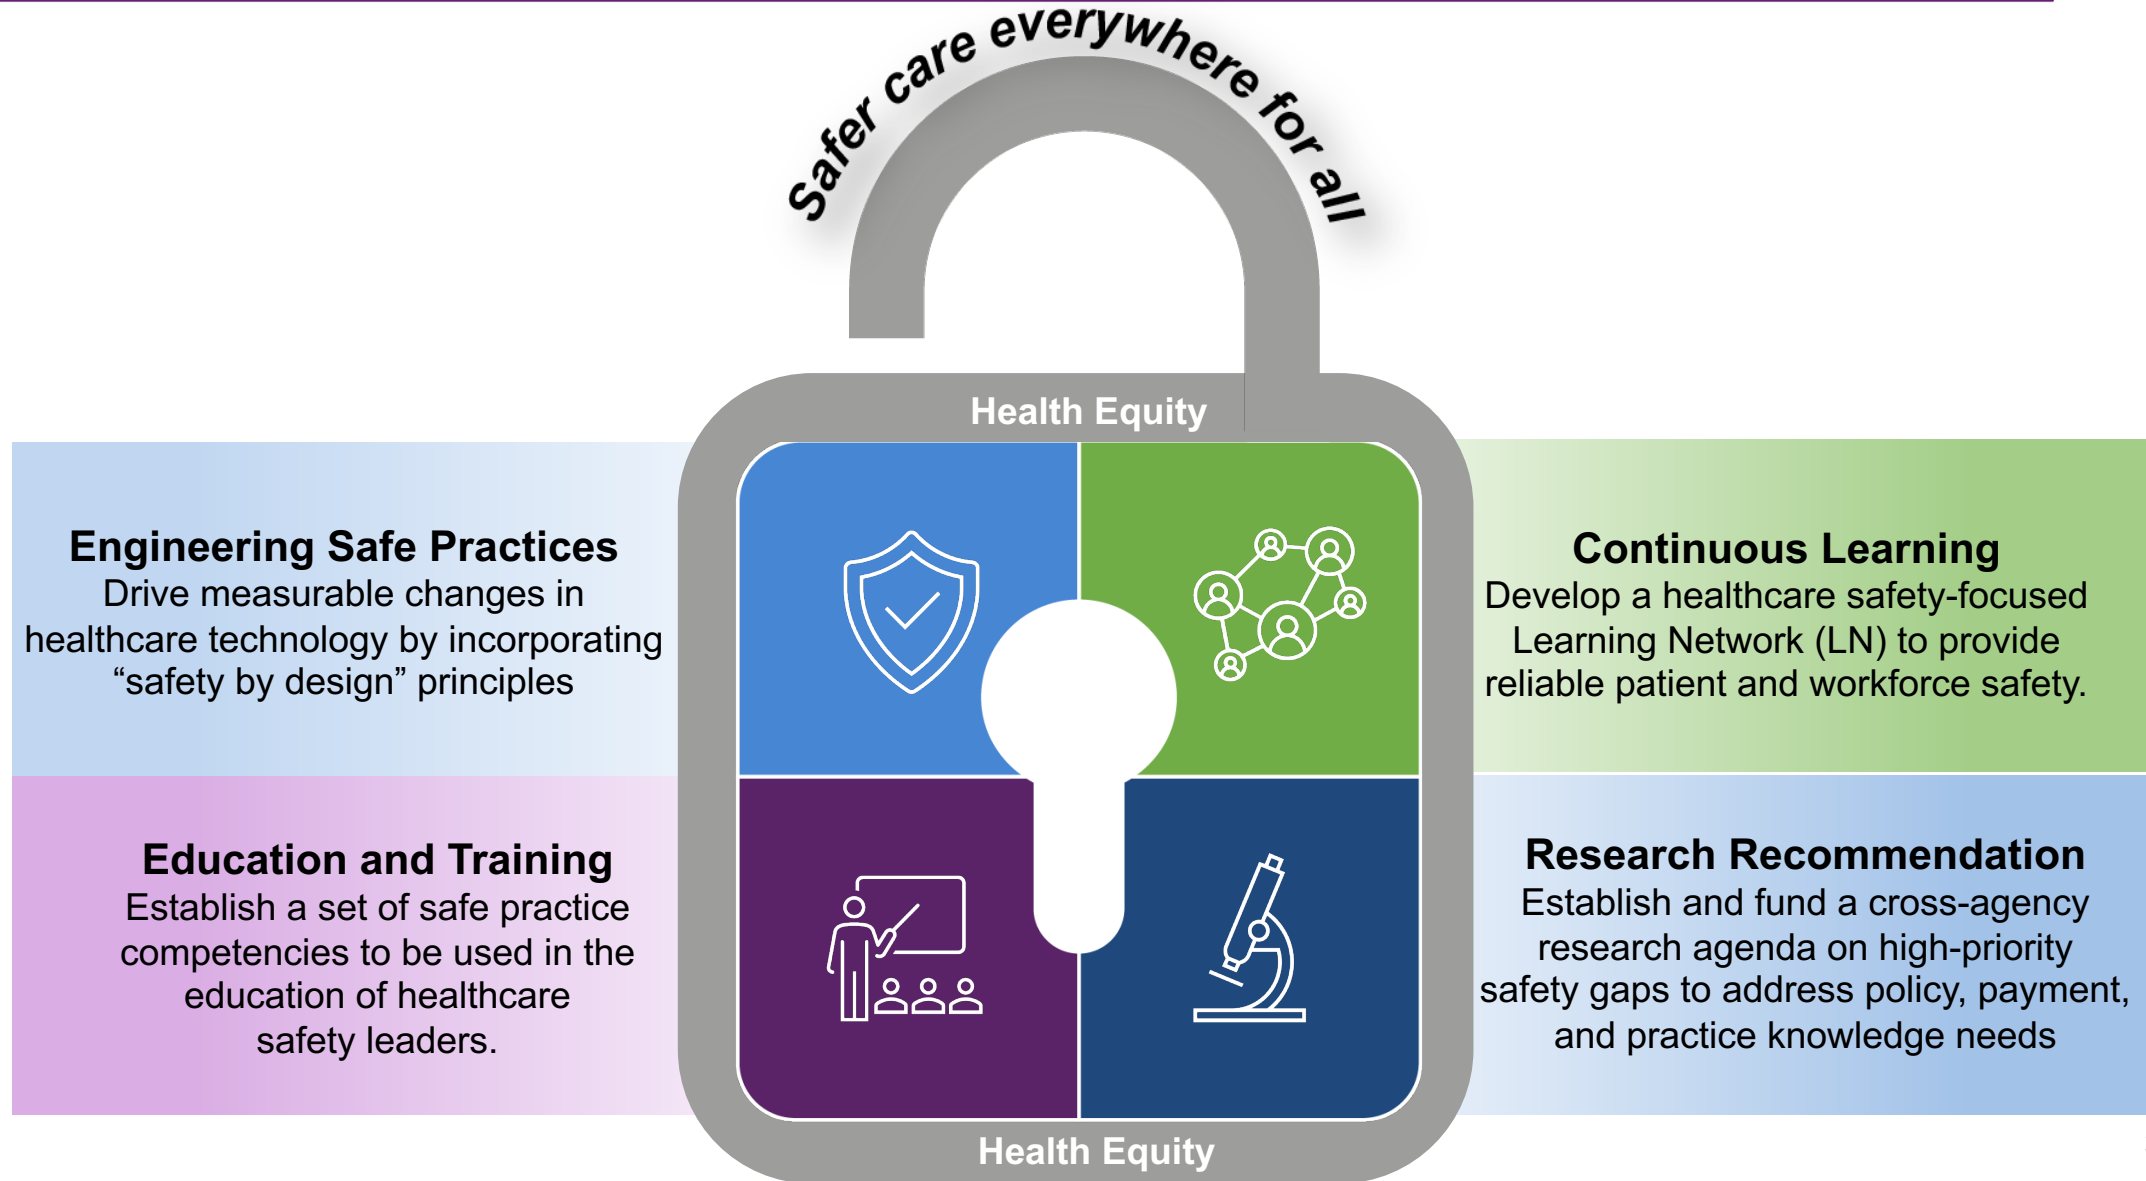 Safer care everywhere for all
Health Equity
Engineering Safe Practices
Drive measurable changes in
healthcare technology by incorporating
“safety by design” principles
Continuous Learning
Develop a healthcare safety-focused
Learning Network (LN) to provide
reliable patient and workforce safety.
Education and Training
Establish a set of safe practice
competencies to be used in the
education of healthcare
safety leaders.
Research Recommendation
Establish and fund a cross-agency
research agenda on high-priority
safety gaps to address policy, payment,
and practice knowledge needs
Health Equity